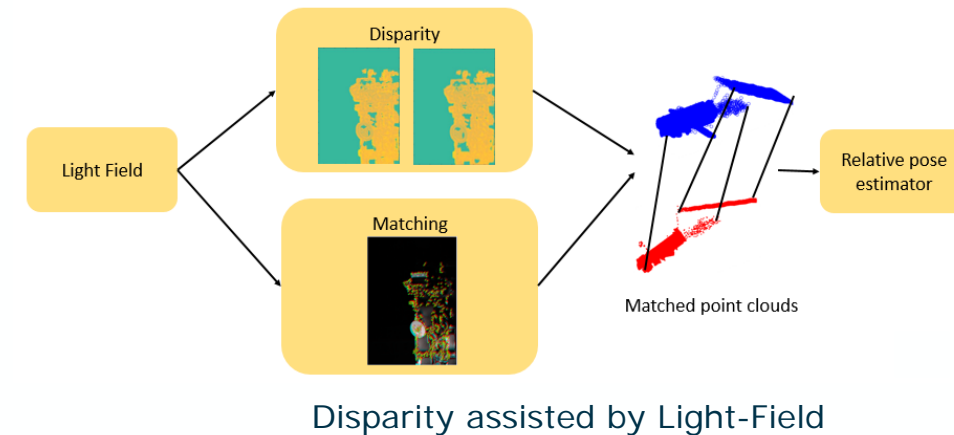 Disparity
Light Field
Matching
Matched point clouds
Relative pose
estimator
Disparity assisted by Light-Field